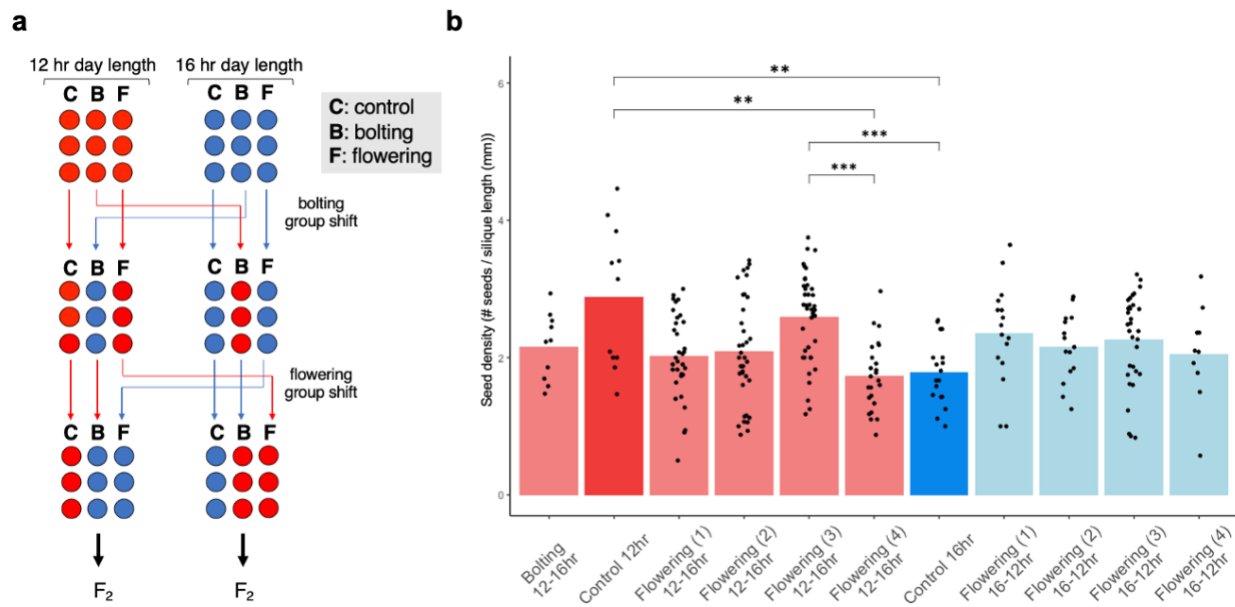 a
12 hr day length
16 hr day length
C B F
C B F
C: control
B: bolting
F: flowering
bolting
group shift
C B F
C B F
flowering
group shift
C B F
C B F
F2
F2
b
Seed density (# seeds / silique length (mm))
6
4
2
0
**
**
***
***
Bolting
12-16hr
Control 12hr
Flowering (1)
12-16hr
Flowering (2)
12-16hr
Flowering (3)
12-16hr
Flowering (4)
12-16hr
Control 16hr
Flowering (1)
16-12hr
Flowering (2)
16-12hr
Flowering (3)
16-12hr
Flowering (4)
16-12hr